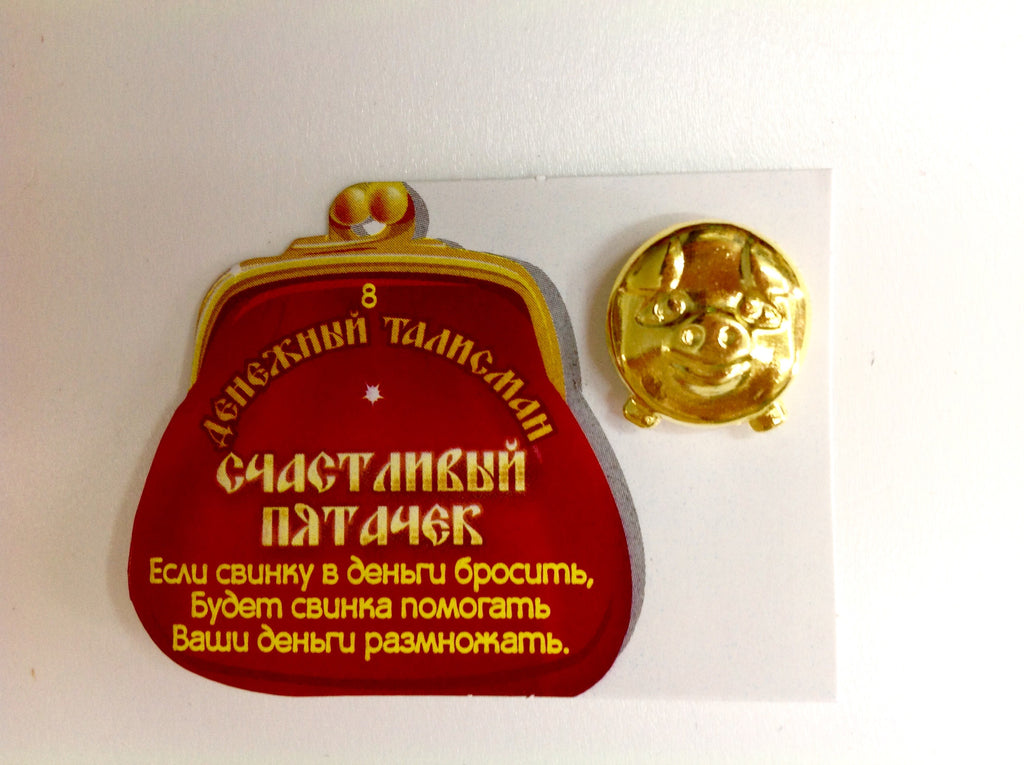 8
ДЕНЕЖНЫЙ ТАЛИСМАН
СЧАСТЛИВЫЙ
ПЯТАЧЕК
Если свинку в деньги бросить,
Будет свинка помогать
Ваши деньги размножать.